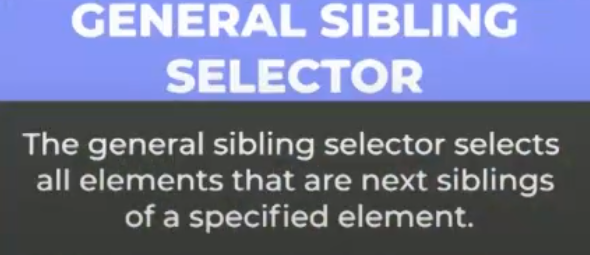 GENERAL SIBLING
SELECTOR
The general sibling selector selects
all elements that are next siblings
of a specified element.